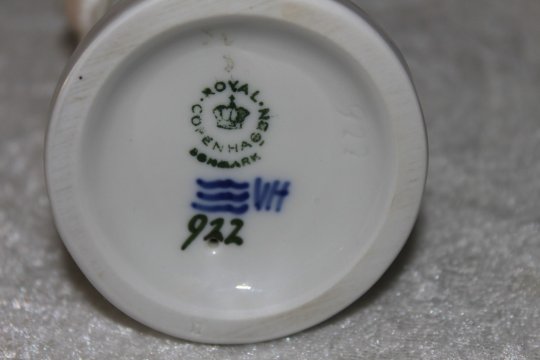 ROYAL
COPENHAGEN
DENMARK
VH
922